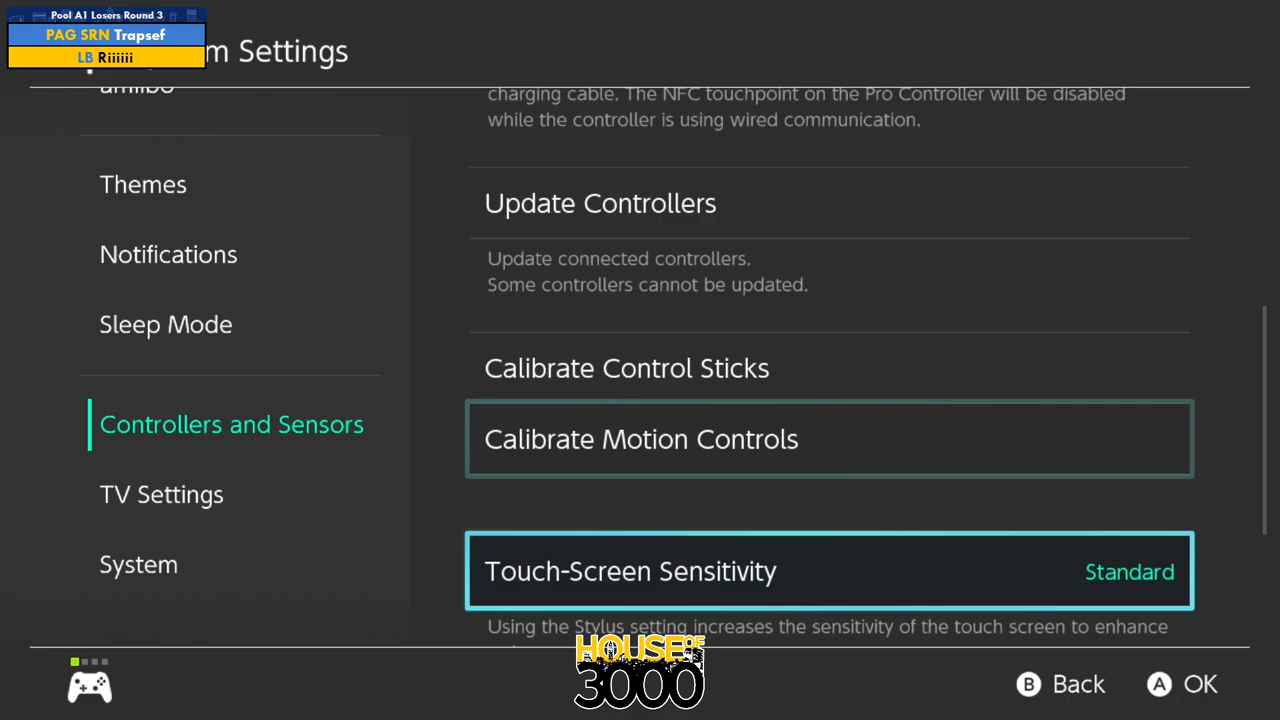 Pool A1 Losers Round 3
PAG SRN Trapsef
LB Riiiiii
m Settings
amiibo
Themes
Notifications
Sleep Mode
Controllers and Sensors
TV Settings
System
charging cable. The NFC touchpoint on the Pro Controller will be disabled
while the controller is using wired communication.
Update Controllers
Update connected controllers.
Some controllers cannot be updated.
Calibrate Control Sticks
Calibrate Motion Controls
Touch-Screen Sensitivity Standard
Using the Stylus setting increases the sensitivity of the touch screen to enhance
HOUSE OF
3000
B Back A OK